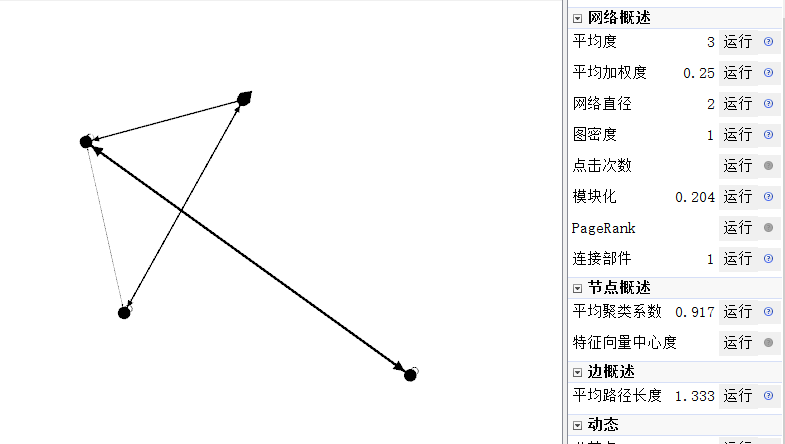 网络概述
平均度 3 运行
平均加权度 0.25 运行
网络直径 2 运行
图密度 1 运行
点击次数 运行
模块化 0.204 运行
PageRank 运行
连接部件 1 运行
节点概述
平均聚类系数 0.917 运行
特征向量中心度 运行
边概述
平均路径长度 1.333 运行
动态